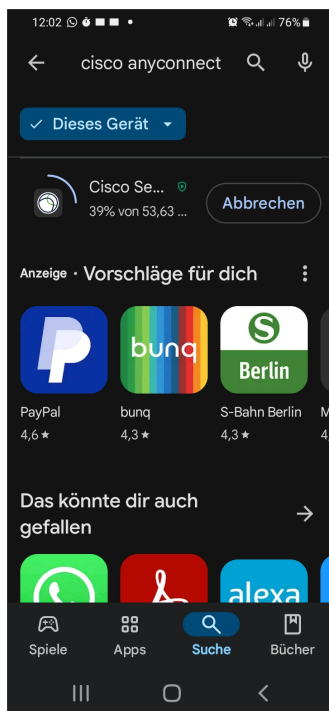 12:02 76%
cisco anyconnect
Dieses Gerät
Cisco Se...
39% von 53,63 ...
Abbrechen
Anzeige · Vorschläge für dich
P bunq S Berlin
PayPal bunq S-Bahn Berlin M
4,6★ 4,3★ 4,3★ 4,
Das könnte dir auch
gefallen
alexa
Spiele Apps Suche Bücher